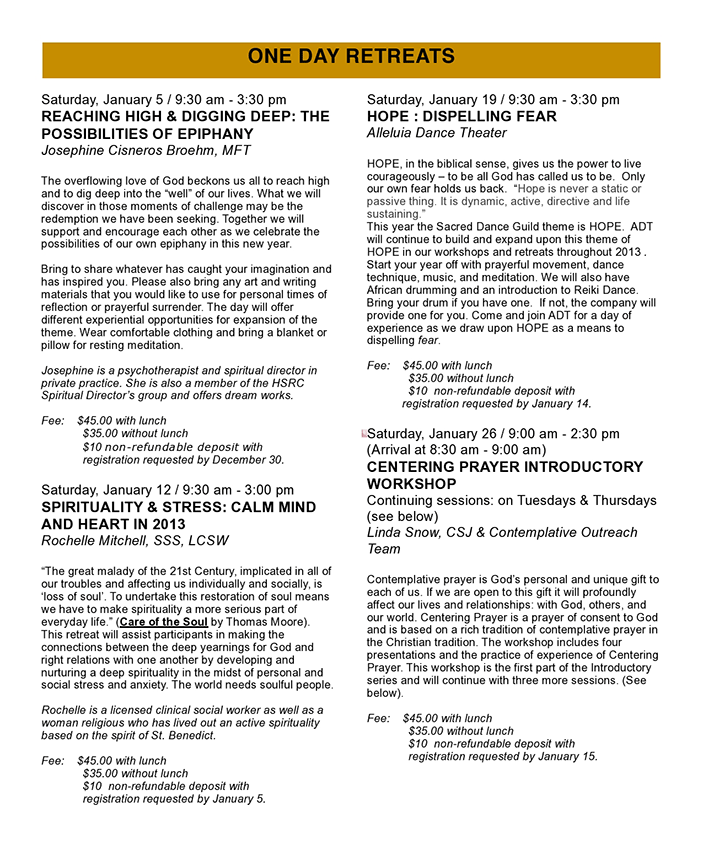 ONE DAY RETREATS
Saturday, January 5 / 9:30 am - 3:30 pm
REACHING HIGH & DIGGING DEEP: THE
POSSIBILITIES OF EPIPHANY
Josephine Cisneros Broehm, MFT
The overflowing love of God beckons us all to reach high
and to dig deep into the “well” of our lives. What we will
discover in those moments of challenge may be the
redemption we have been seeking. Together we will
support and encourage each other as we celebrate the
possibilities of our own epiphany in this new year.
Bring to share whatever has caught your imagination and
has inspired you. Please also bring any art and writing
materials that you would like to use for personal times of
reflection or prayerful surrender. The day will offer
different experiential opportunities for expansion of the
theme. Wear comfortable clothing and bring a blanket or
pillow for resting meditation.
Josephine is a psychotherapist and spiritual director in
private practice. She is also a member of the HSRC
Spiritual Director’s group and offers dream works.
Fee: $45.00 with lunch
$35.00 without lunch
$10 non-refundable deposit with
registration requested by December 30.
Saturday, January 12 / 9:30 am - 3:00 pm
SPIRITUALITY & STRESS: CALM MIND
AND HEART IN 2013
Rochelle Mitchell, SSS, LCSW
“The great malady of the 21st Century, implicated in all of
our troubles and affecting us individually and socially, is
‘loss of soul’. To undertake this restoration of soul means
we have to make spirituality a more serious part of
everyday life.” (Care of the Soul by Thomas Moore).
This retreat will assist participants in making the
connections between the deep yearnings for God and
right relations with one another by developing and
nurturing a deep spirituality in the midst of personal and
social stress and anxiety. The world needs soulful people.
Rochelle is a licensed clinical social worker as well as a
woman religious who has lived out an active spirituality
based on the spirit of St. Benedict.
Fee: $45.00 with lunch
$35.00 without lunch
$10 non-refundable deposit with
registration requested by January 5.
Saturday, January 19 / 9:30 am - 3:30 pm
HOPE : DISPELLING FEAR
Alleluia Dance Theater
HOPE, in the biblical sense, gives us the power to live
courageously – to be all God has called us to be. Only
our own fear holds us back. “Hope is never a static or
passive thing. It is dynamic, active, directive and life
sustaining.”
This year the Sacred Dance Guild theme is HOPE. ADT
will continue to build and expand upon this theme of
HOPE in our workshops and retreats throughout 2013 .
Start your year off with prayerful movement, dance
technique, music, and meditation. We will also have
African drumming and an introduction to Reiki Dance.
Bring your drum if you have one. If not, the company will
provide one for you. Come and join ADT for a day of
experience as we draw upon HOPE as a means to
dispelling fear.
Fee: $45.00 with lunch
$35.00 without lunch
$10 non-refundable deposit with
registration requested by January 14.
Saturday, January 26 / 9:00 am - 2:30 pm
(Arrival at 8:30 am - 9:00 am)
CENTERING PRAYER INTRODUCTORY
WORKSHOP
Continuing sessions: on Tuesdays & Thursdays
(see below)
Linda Snow, CSJ & Contemplative Outreach
Team
Contemplative prayer is God’s personal and unique gift to
each of us. If we are open to this gift it will profoundly
affect our lives and relationships: with God, others, and
our world. Centering Prayer is a prayer of consent to God
and is based on a rich tradition of contemplative prayer in
the Christian tradition. The workshop includes four
presentations and the practice of experience of Centering
Prayer. This workshop is the first part of the Introductory
series and will continue with three more sessions. (See
below).
Fee: $45.00 with lunch
$35.00 without lunch
$10 non-refundable deposit with
registration requested by January 15.